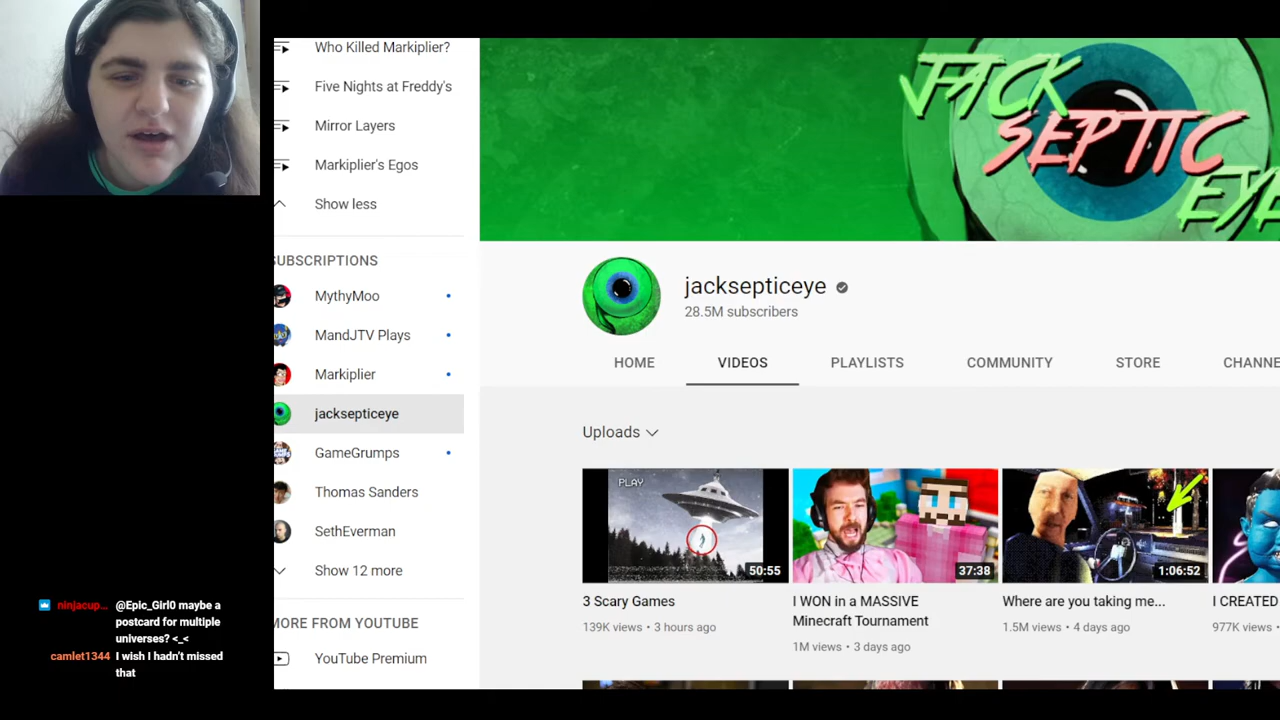 Who Killed Markiplier?
Five Nights at Freddy's
Mirror Layers
Markiplier's Egos
Show less
SUBSCRIPTIONS
MythyMoo
MandJTV Plays
Markiplier
jacksepticeye
GameGrumps
Thomas Sanders
SethEverman
Show 12 more
MORE FROM YOUTUBE
YouTube Premium
JACK
SEPTIC
EYE
jacksepticeye
28.5M subscribers
HOME VIDEOS PLAYLISTS COMMUNITY STORE CHANNE
Uploads
PLAY
50:55
37:38
1:06:52
3 Scary Games
139K views • 3 hours ago
I WON in a MASSIVE
Minecraft Tournament
1M views • 3 days ago
Where are you taking me...
1.5M views • 4 days ago
I CREATED
977K views
ninjacup... @Epic_Girl0 maybe a
postcard for multiple
universes? <_<
camlet1344 I wish I hadn't missed
that